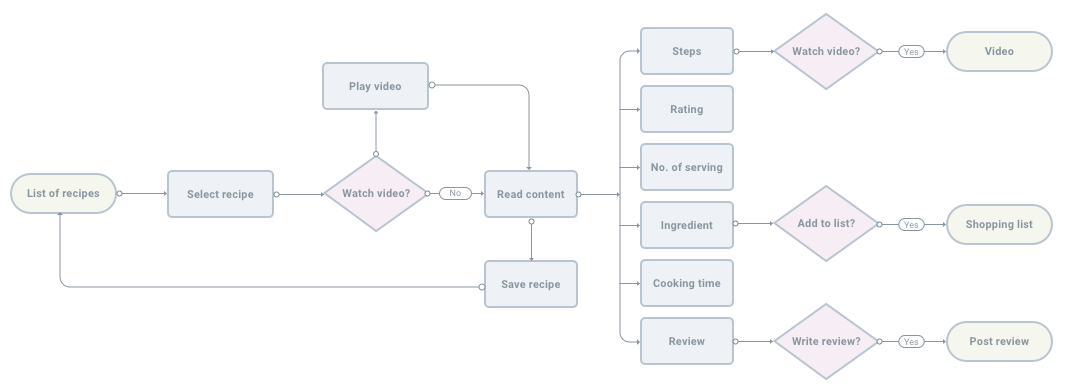 List of recipes
Select recipe
Play video
Watch video?
No
Read content
Save recipe
Steps
Watch video?
Yes
Video
Rating
No. of serving
Ingredient
Add to list?
Yes
Shopping list
Cooking time
Review
Write review?
Yes
Post review